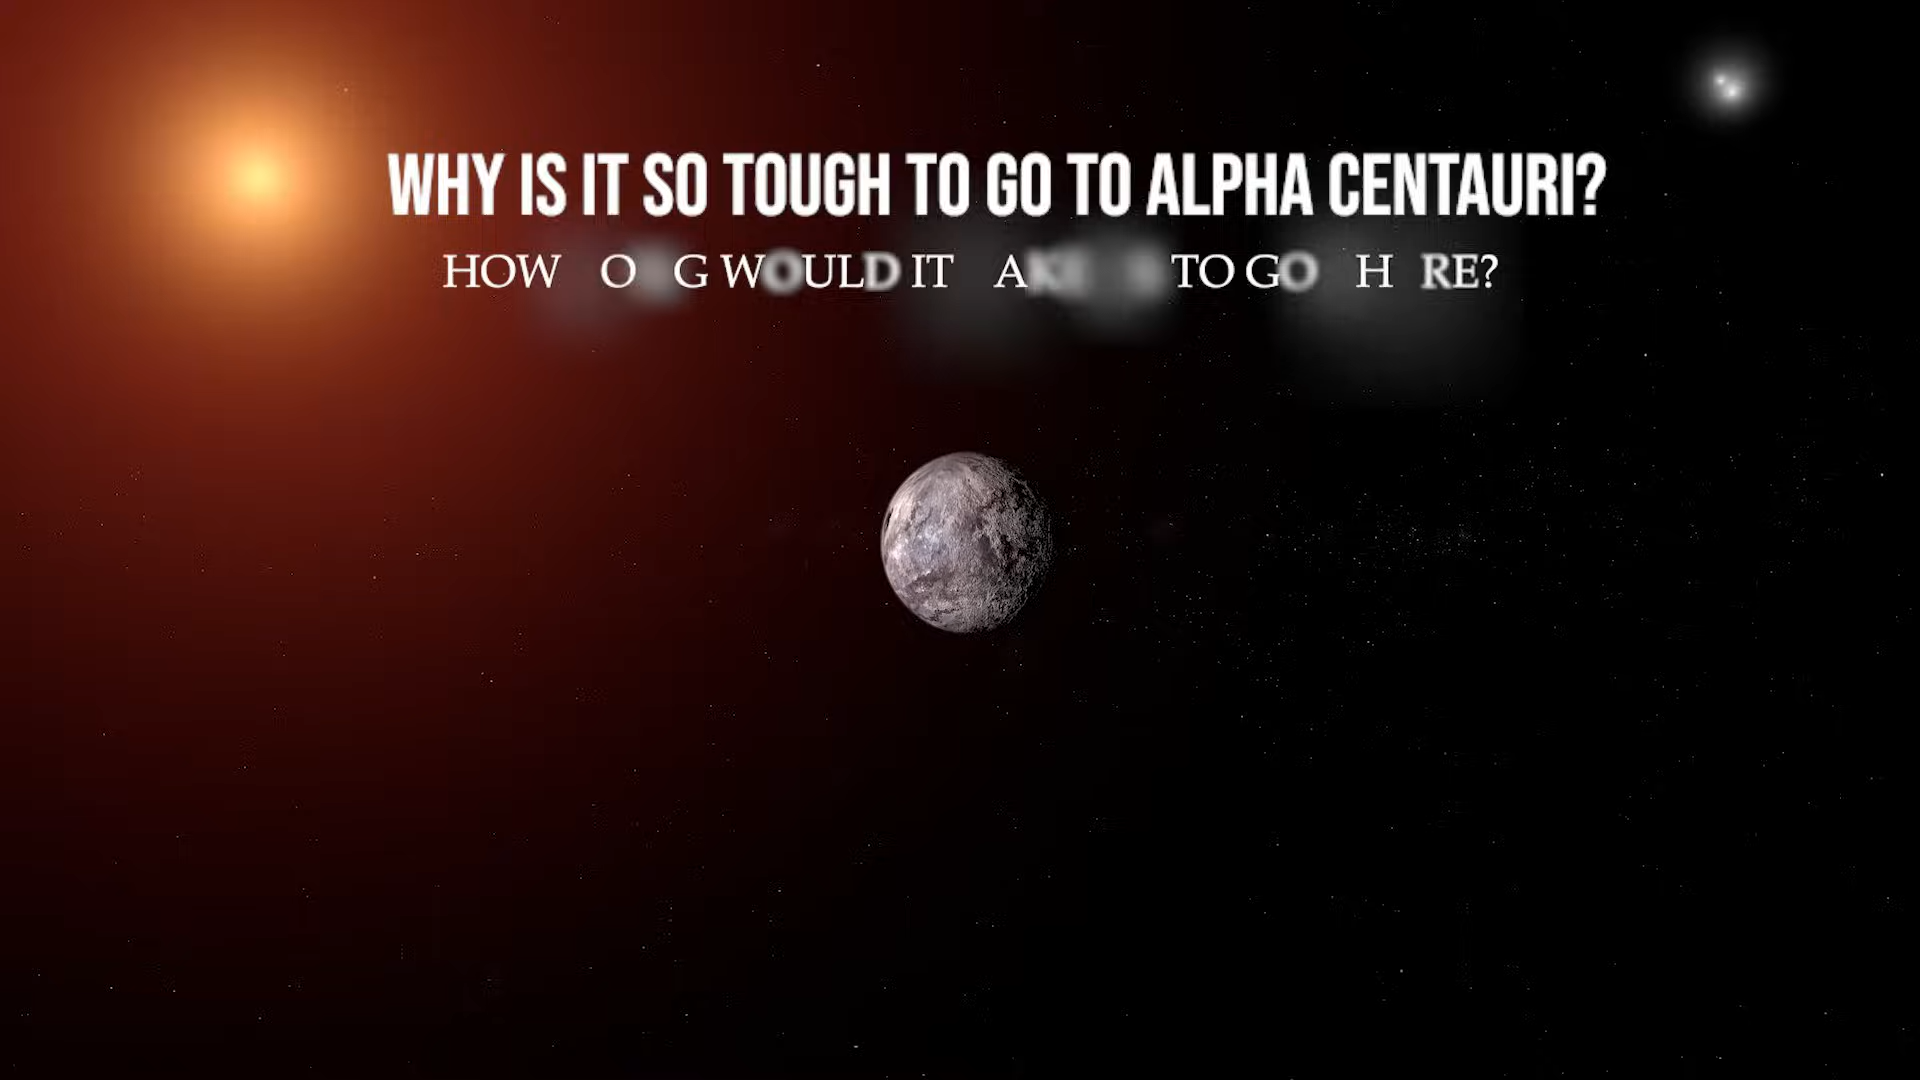 WHY IS IT SO TOUGH TO GO TO ALPHA CENTAURI?
HOW WOULD IT TO GO